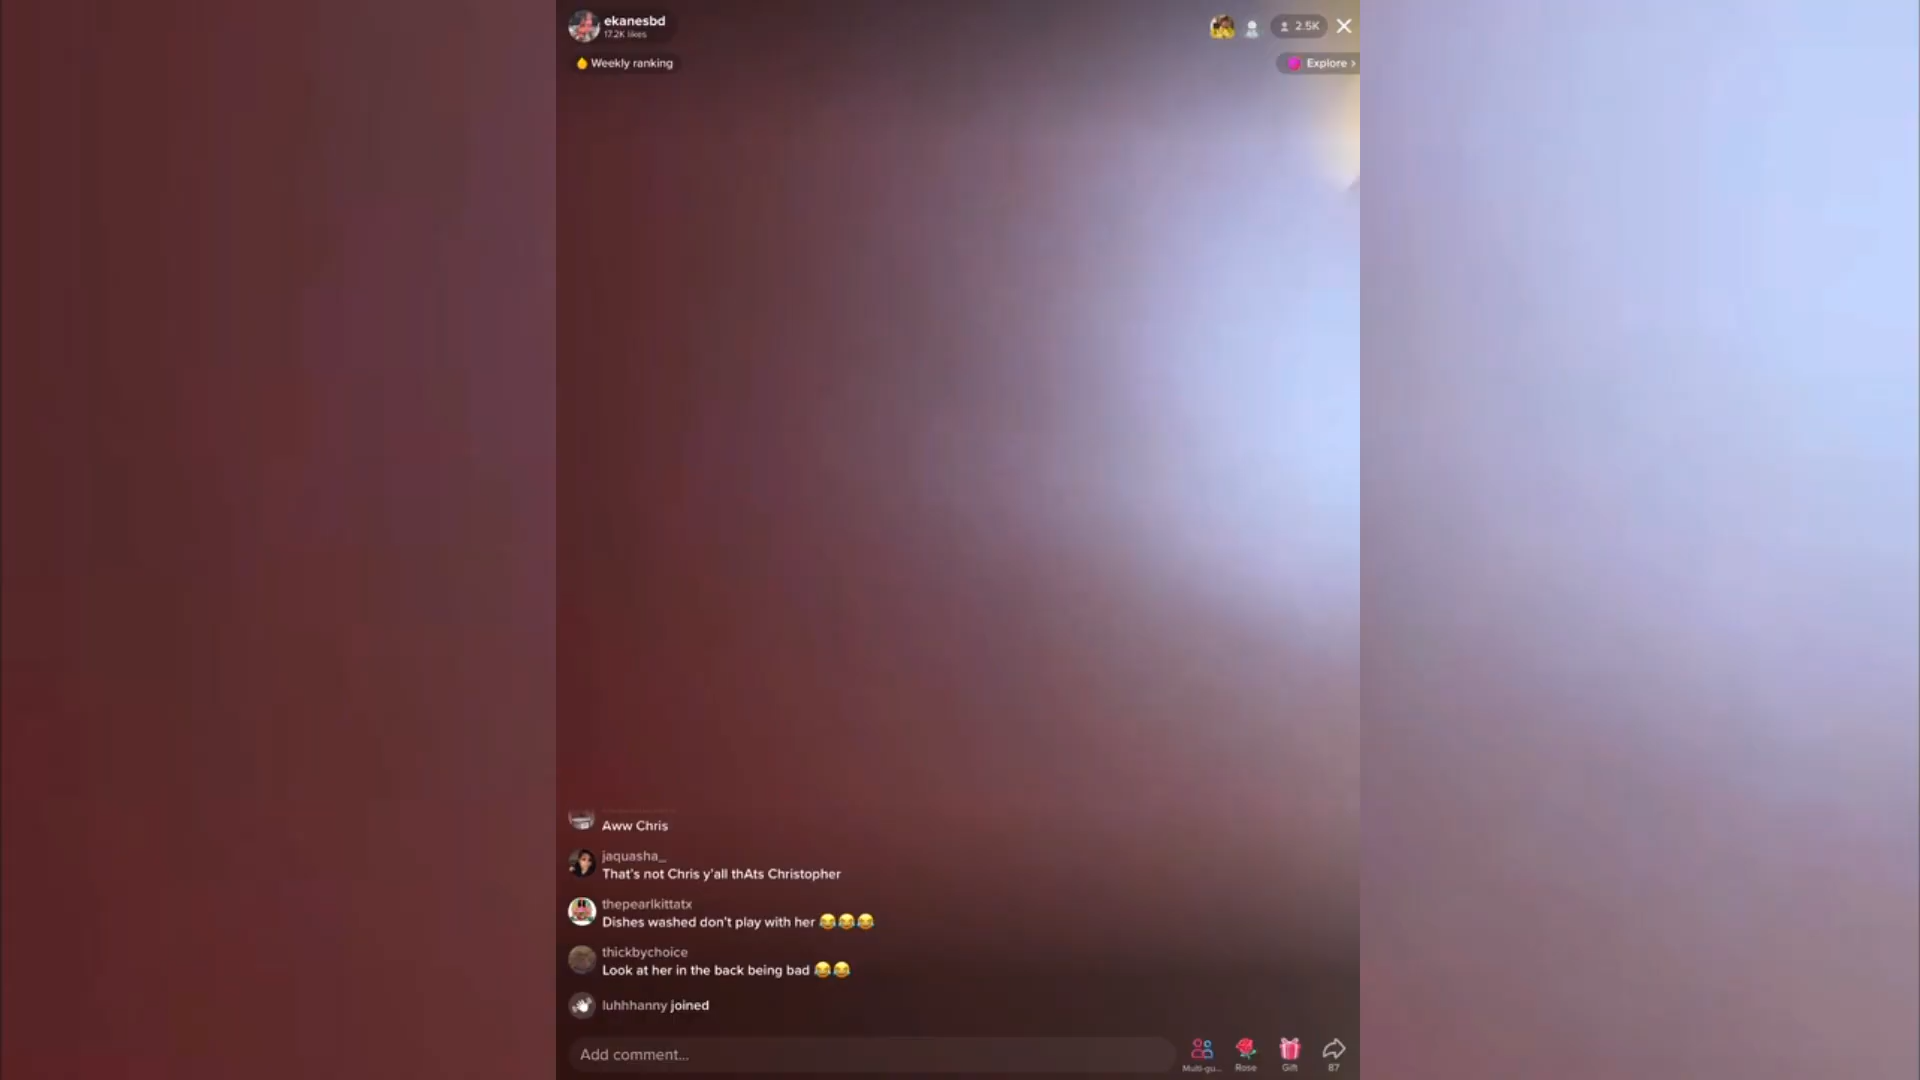 ekanesbd
17.2K likes
2.5K
Weekly ranking
Explore >
Aww Chris
jaquasha_
That's not Chris y'all thAts Christopher
thepearlkittatx
Dishes washed don't play with her 😂😂😂
thickbychoice
Look at her in the back being bad 😂😂
luhhhanny joined
Add comment...
Multi-gu...
Rose
Gift
87